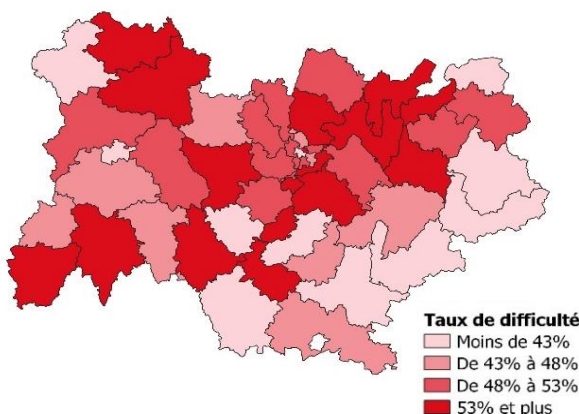 Taux de difficulté
Moins de 43%
De 43% à 48%
De 48% à 53%
53% et plus